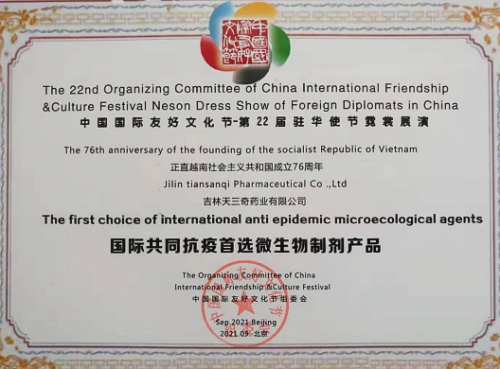 The 22nd Organizing Committee of China International Friendship
&Culture Festival Neson Dress Show of Foreign Diplomats in China
中国国际友好文化节-第22届驻华使节霓裳展演
The 76th anniversary of the founding of the socialist Republic of Vietnam
正直越南社会主义共和国成立76周年
Jilin tiansanqi Pharmaceutical Co .,Ltd
吉林天三奇药业有限公司
The first choice of international anti epidemic microecological agents
国际共同抗疫首选微生物制剂产品
The Organizing Committee of China
International Friendship &Culture Festival
中国国际友好文化节组委会
Sep.2021.Beijing
2021.09·北京